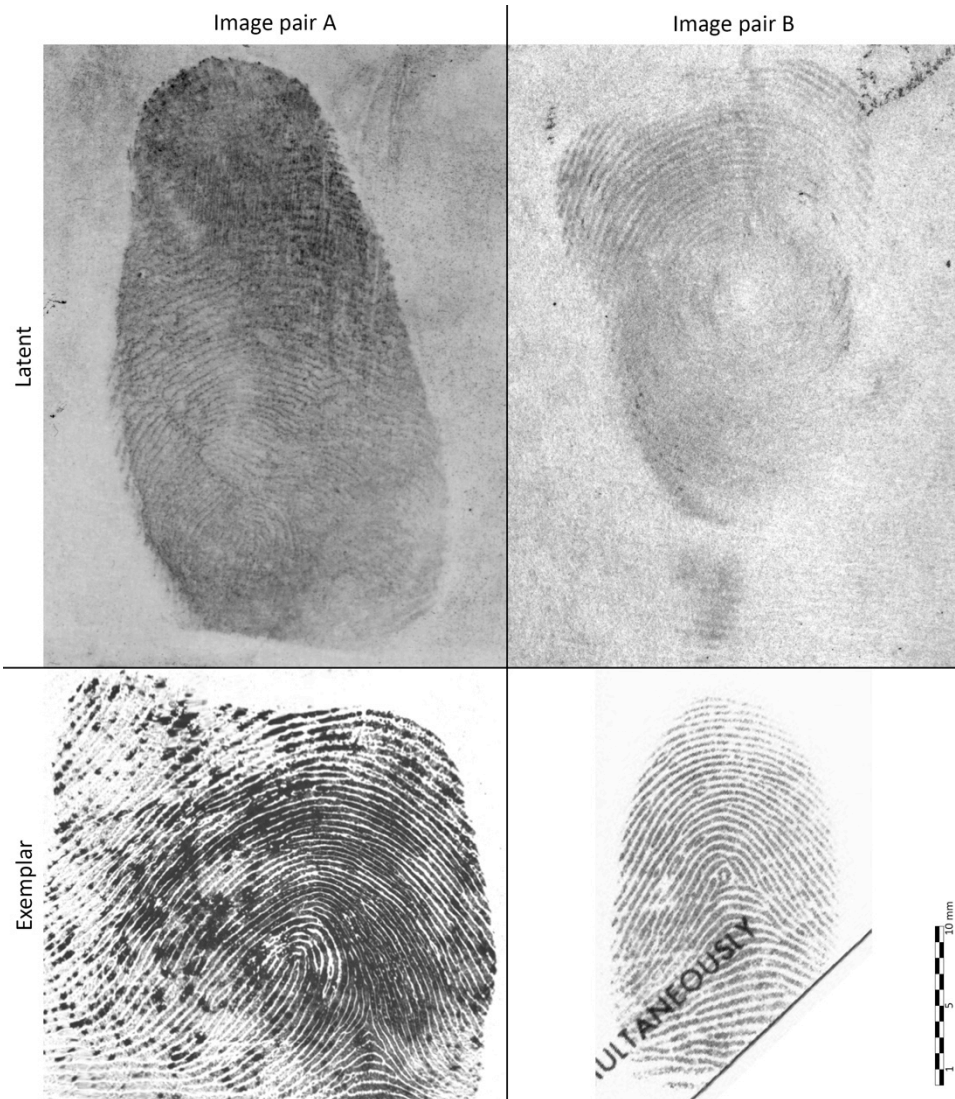 Image pair A
Image pair B
Latent
Exemplar
ULTANEOUSLY
10 mm
5
1